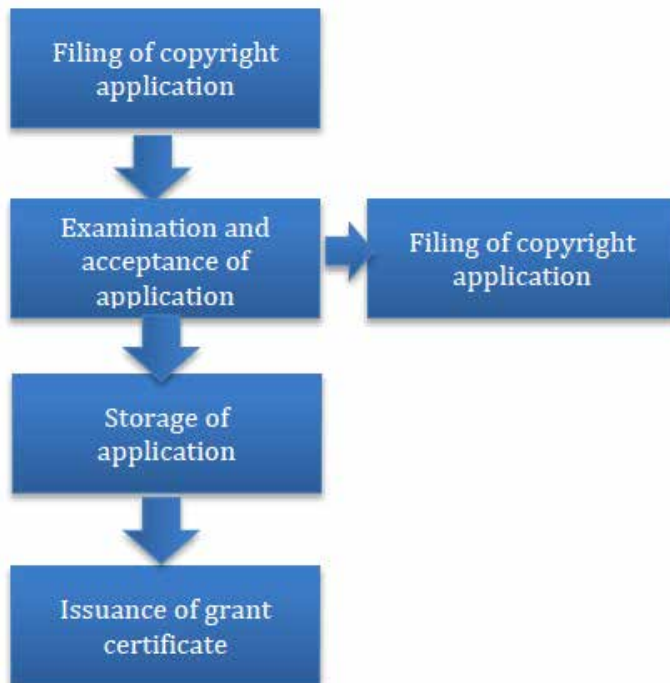 Filing of copyright
application
Examination and
acceptance of
application
Filing of copyright
application
Storage of
application
Issuance of grant
certificate